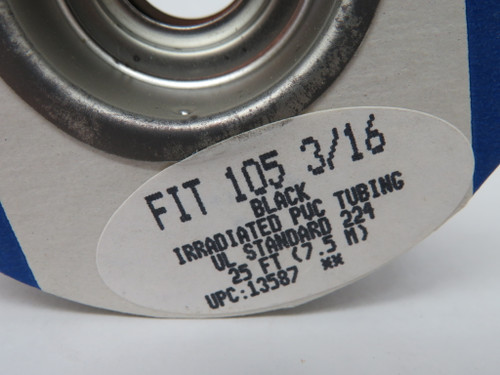 FIT 105 3/16
BLACK
IRRADIATED PVC TUBING
UL STANDARD 224
25 FT (7.5 M)
UPC:13587 **